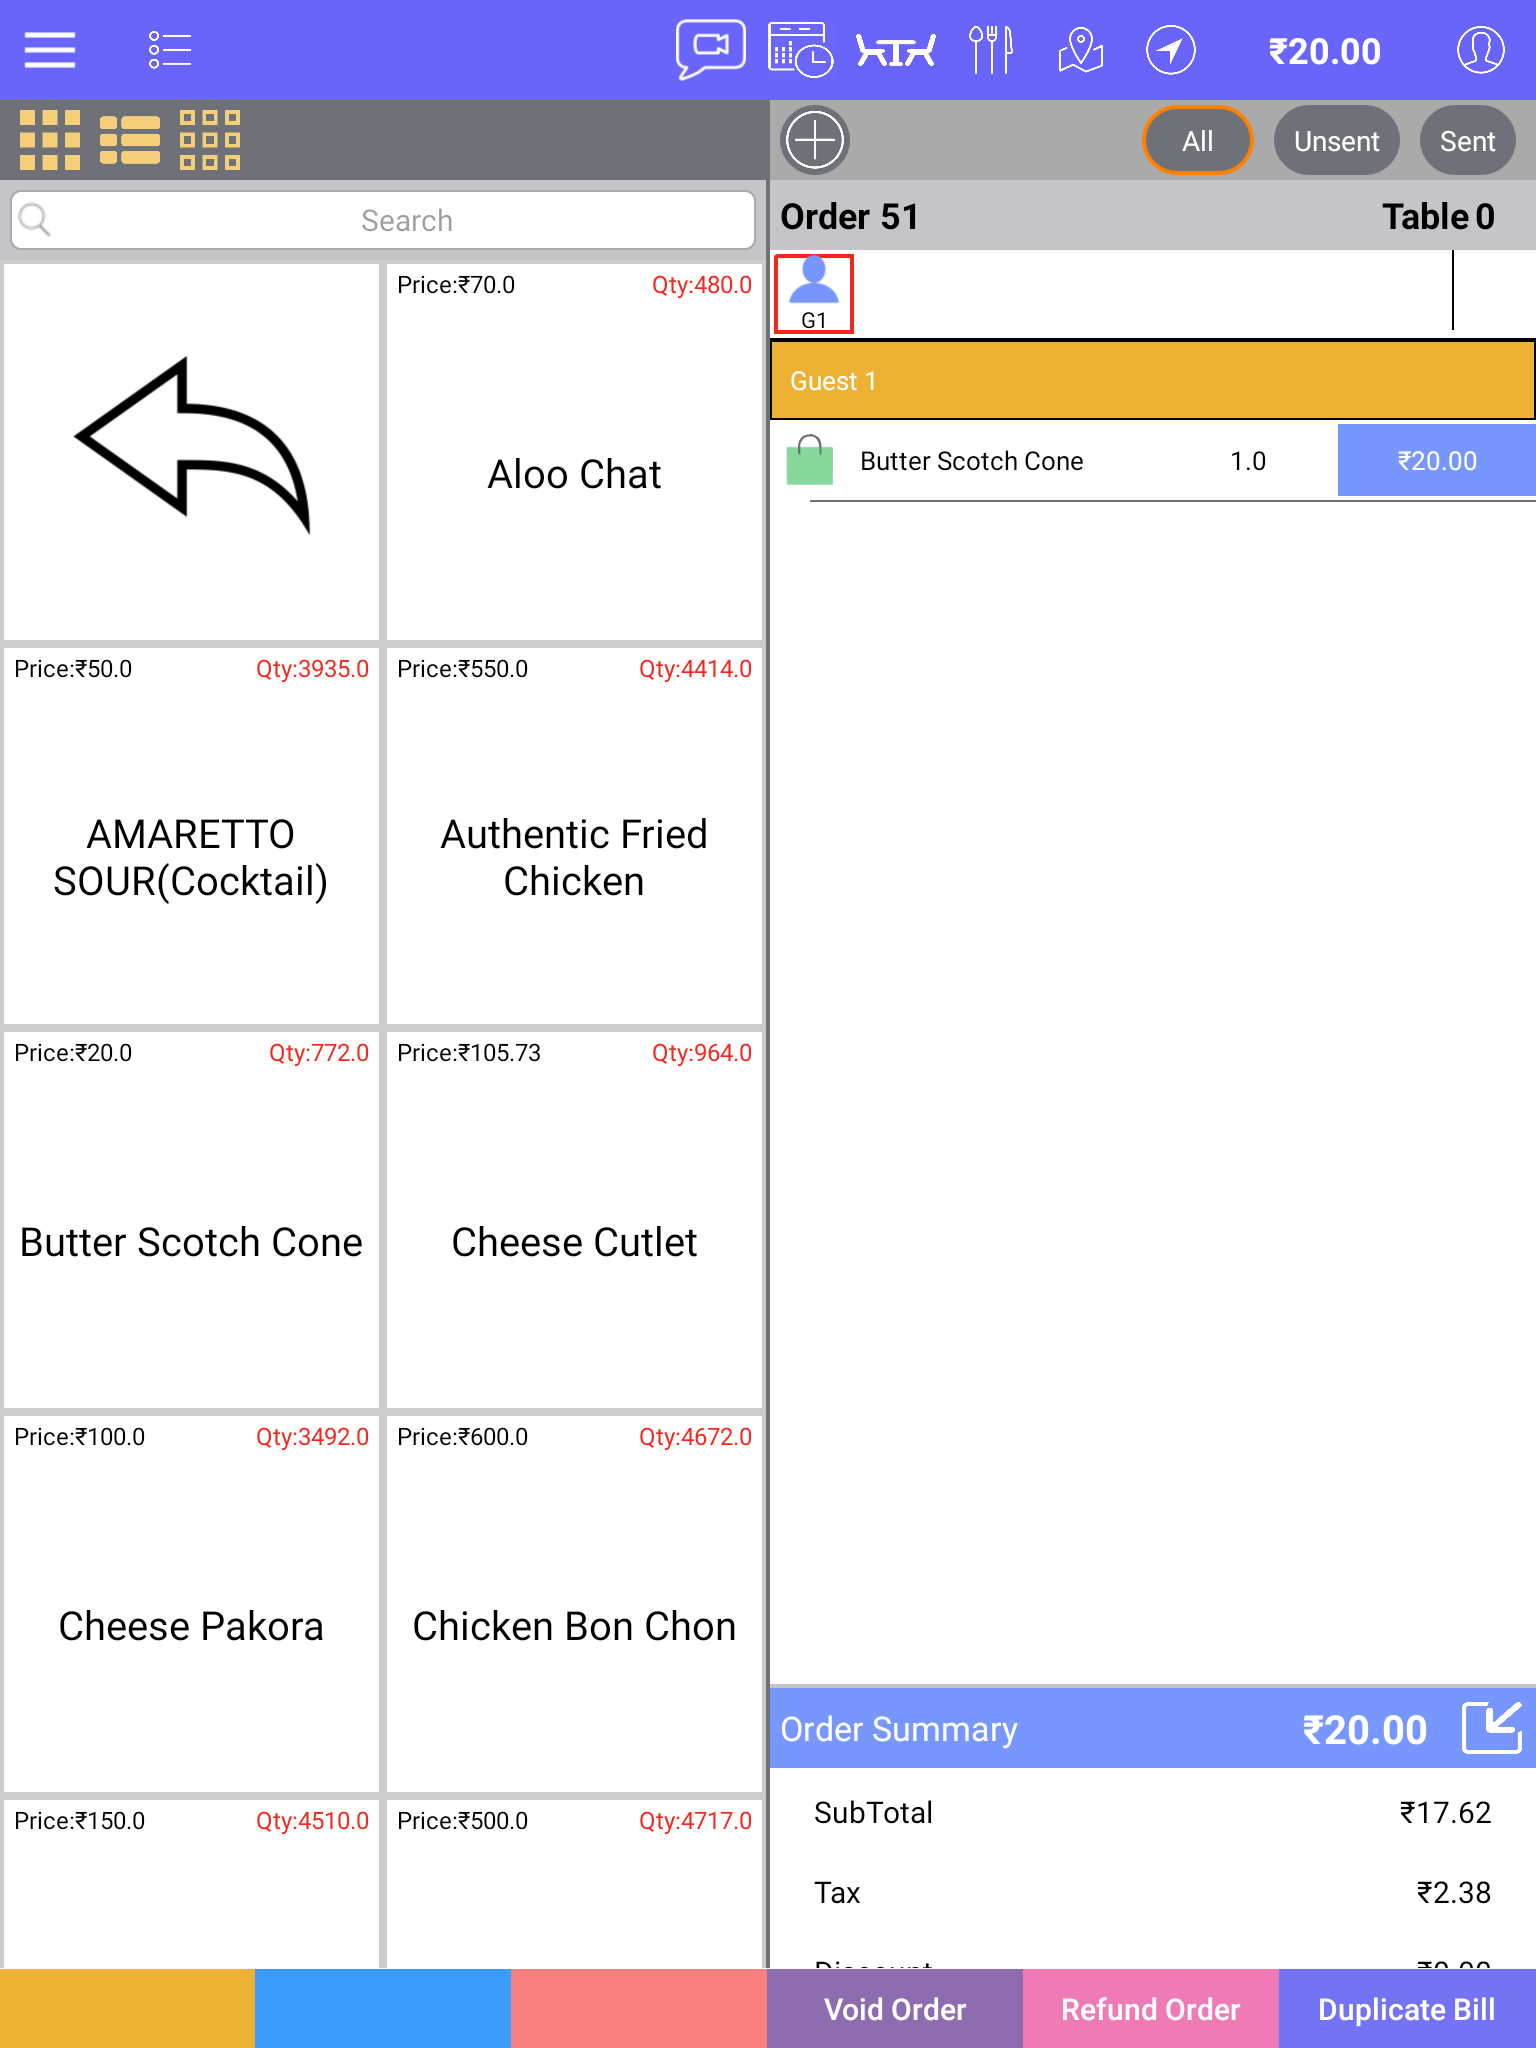 ₹20.00
All
Unsent
Sent
Search
Order 51
Table 0
G1
Guest 1
Butter Scotch Cone 1.0 ₹20.00
Price:₹70.0 Qty:480.0
Aloo Chat
Price:₹50.0 Qty:3935.0
AMARETTO
SOUR(Cocktail)
Price:₹550.0 Qty:4414.0
Authentic Fried
Chicken
Price:₹20.0 Qty:772.0
Butter Scotch Cone
Price:₹105.73 Qty:964.0
Cheese Cutlet
Price:₹100.0 Qty:3492.0
Cheese Pakora
Price:₹600.0 Qty:4672.0
Chicken Bon Chon
Price:₹150.0 Qty:4510.0
Price:₹500.0 Qty:4717.0
Order Summary ₹20.00
SubTotal ₹17.62
Tax ₹2.38
Void Order
Refund Order
Duplicate Bill